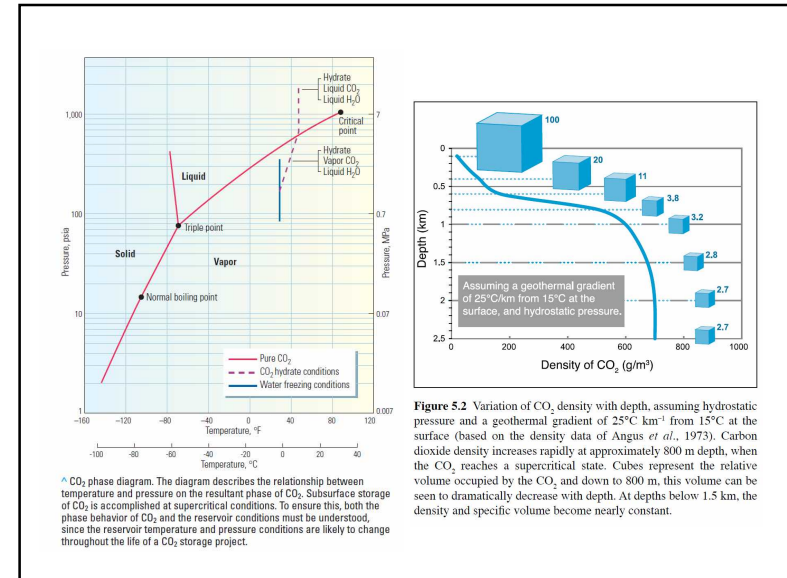 Hydrate
Liquid CO₂
Liquid H₂O
1,000
7
Critical
point
Hydrate
Vapor CO₂
Liquid H₂O
Liquid
100
0.7
Triple point
Pressure, psia
Pressure, MPa
Solid
Vapor
Normal boiling point
10
0.07
Pure CO₂
CO₂ hydrate conditions
Water freezing conditions
1
0.007
–160 –120 –80 –40 0 40 80 120
Temperature, °F
-100 -80 -60 -40 -20 0 20 40
Temperature, °C
^ CO2 phase diagram. The diagram describes the relationship between
temperature and pressure on the resultant phase of CO₂. Subsurface storage
of CO₂ is accomplished at supercritical conditions. To ensure this, both the
phase behavior of CO₂ and the reservoir conditions must be understood,
since the reservoir temperature and pressure conditions are likely to change
throughout the life of a CO₂ storage project.
100
0
20
11
0.5
3,8
3.2
1
Depth (km)
2.8
1,5
Assuming a geothermal gradient
of 25°C/km from 15°C at the
surface, and hydrostatic pressure.
2.7
2
2.7
2.5
0 200 400 600 800 1000
Density of CO₂ (g/m³)
Figure 5.2 Variation of CO₂ density with depth, assuming hydrostatic
pressure and a geothermal gradient of 25°C km⁻¹ from 15°C at the
surface (based on the density data of Angus et al., 1973). Carbon
dioxide density increases rapidly at approximately 800 m depth, when
the CO₂ reaches a supercritical state. Cubes represent the relative
volume occupied by the CO₂ and down to 800 m, this volume can be
seen to dramatically decrease with depth. At depths below 1.5 km, the
density and specific volume become nearly constant.